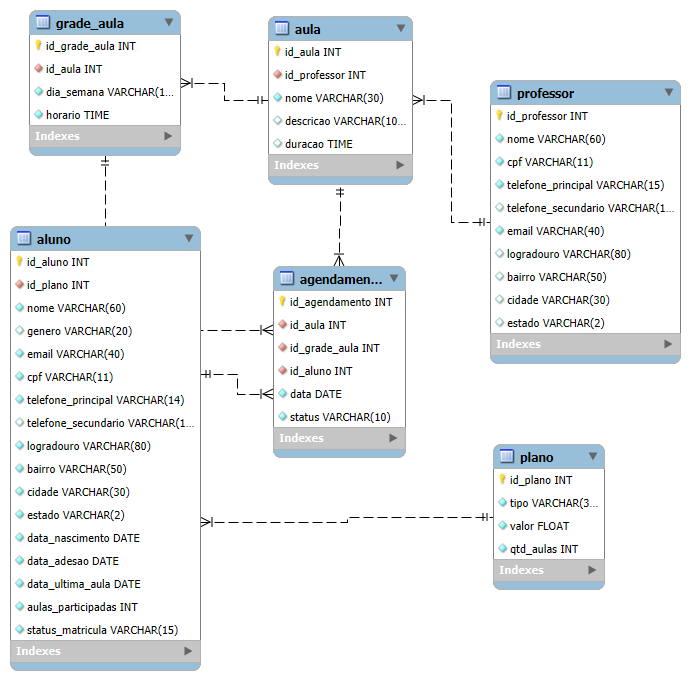 grade_aula
id_grade_aula INT
id_aula INT
dia_semana VARCHAR(1...
horario TIME
Indexes
aula
id_aula INT
id_professor INT
nome VARCHAR(30)
descricao VARCHAR(10...
duracao TIME
Indexes
professor
id_professor INT
nome VARCHAR(60)
cpf VARCHAR(11)
telefone_principal VARCHAR(15)
telefone_secundario VARCHAR(1...
email VARCHAR(40)
logradouro VARCHAR(80)
bairro VARCHAR(50)
cidade VARCHAR(30)
estado VARCHAR(2)
Indexes
aluno
id_aluno INT
id_plano INT
nome VARCHAR(60)
genero VARCHAR(20)
email VARCHAR(40)
cpf VARCHAR(11)
telefone_principal VARCHAR(14)
telefone_secundario VARCHAR(1...
logradouro VARCHAR(80)
bairro VARCHAR(50)
cidade VARCHAR(30)
estado VARCHAR(2)
data_nascimento DATE
data_adesao DATE
data_ultima_aula DATE
aulas_participadas INT
status_matricula VARCHAR(15)
Indexes
agendamen...
id_agendamento INT
id_aula INT
id_grade_aula INT
id_aluno INT
data DATE
status VARCHAR(10)
Indexes
plano
id_plano INT
tipo VARCHAR(3...
valor FLOAT
qtd_aulas INT
Indexes